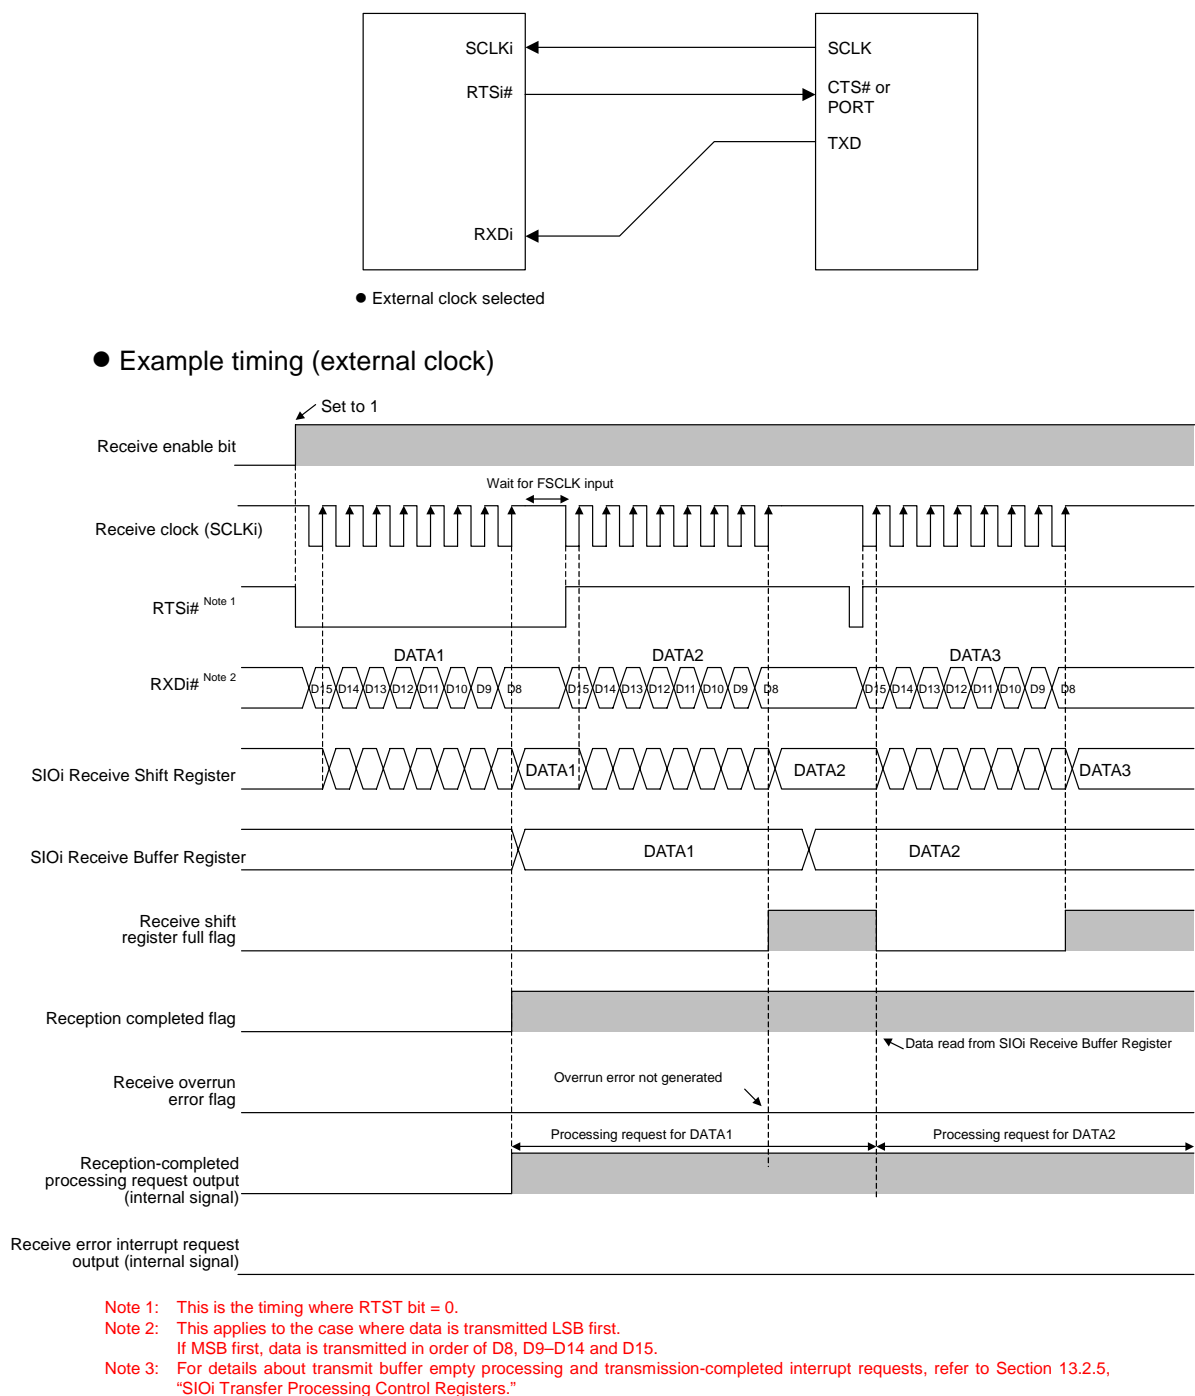 SCLKi
SCLK
RTSi#
CTS# or
PORT
TXD
RXDi
● External clock selected
● Example timing (external clock)
Set to 1
Receive enable bit
Wait for FSCLK input
Receive clock (SCLKi)
RTSi# Note 1
DATA1 DATA2 DATA3
RXDi# Note 2
D15 D14 D13 D12 D11 D10 D9 D8 D15 D14 D13 D12 D11 D10 D9 D8 D15 D14 D13 D12 D11 D10 D9 D8
SIOi Receive Shift Register
DATA1 DATA2 DATA3
SIOi Receive Buffer Register
DATA1 DATA2
Receive shift
register full flag
Reception completed flag
Data read from SIOi Receive Buffer Register
Receive overrun
error flag
Overrun error not generated
Processing request for DATA1 Processing request for DATA2
Reception-completed
processing request output
(internal signal)
Receive error interrupt request
output (internal signal)
Note 1: This is the timing where RTST bit = 0.
Note 2: This applies to the case where data is transmitted LSB first.
If MSB first, data is transmitted in order of D8, D9–D14 and D15.
Note 3: For details about transmit buffer empty processing and transmission-completed interrupt requests, refer to Section 13.2.5,
“SIOi Transfer Processing Control Registers.”